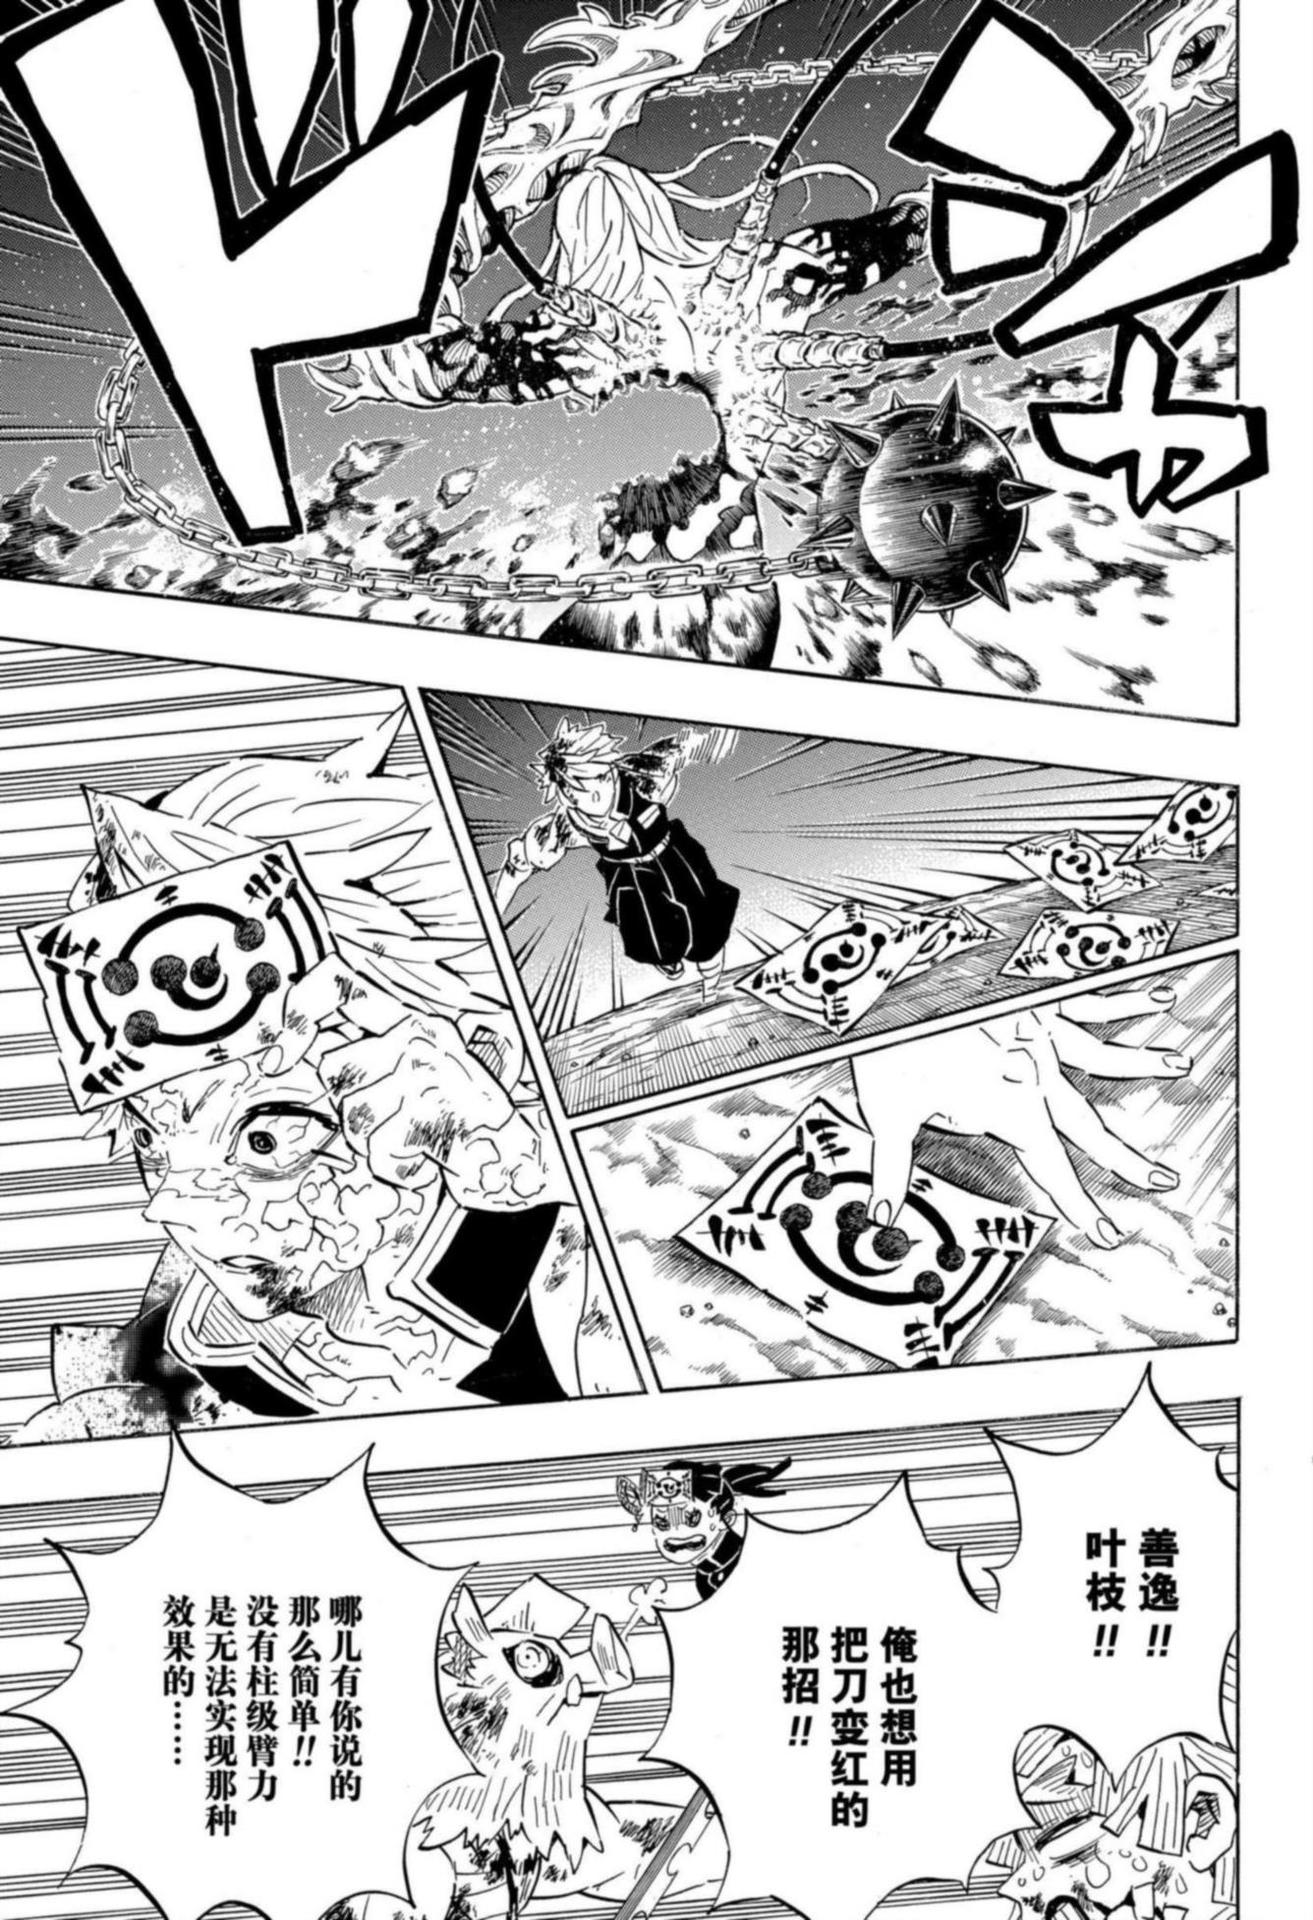 ドンッ
善逸!!
叶枝!!
俺也想用
把刀变红的
那招!!
哪儿有你说的
那么简单!!
没有柱级臂力
是无法实现那种
效果的……